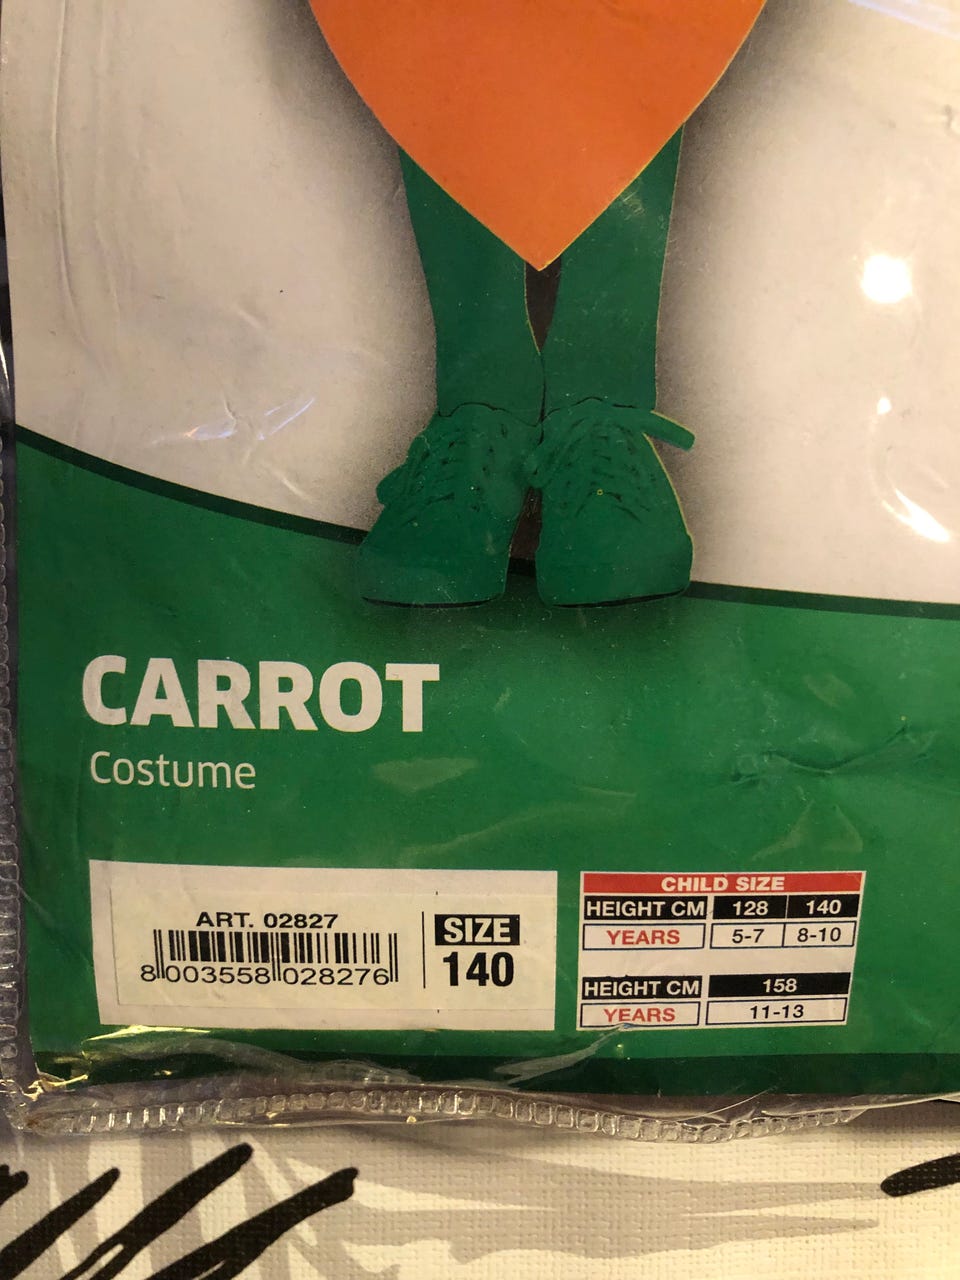 CARROT
Costume
ART. 02827
8 003558 028276
SIZE
140
CHILD SIZE
HEIGHT CM 128 140
YEARS 5-7 8-10
HEIGHT CM 158
YEARS 11-13